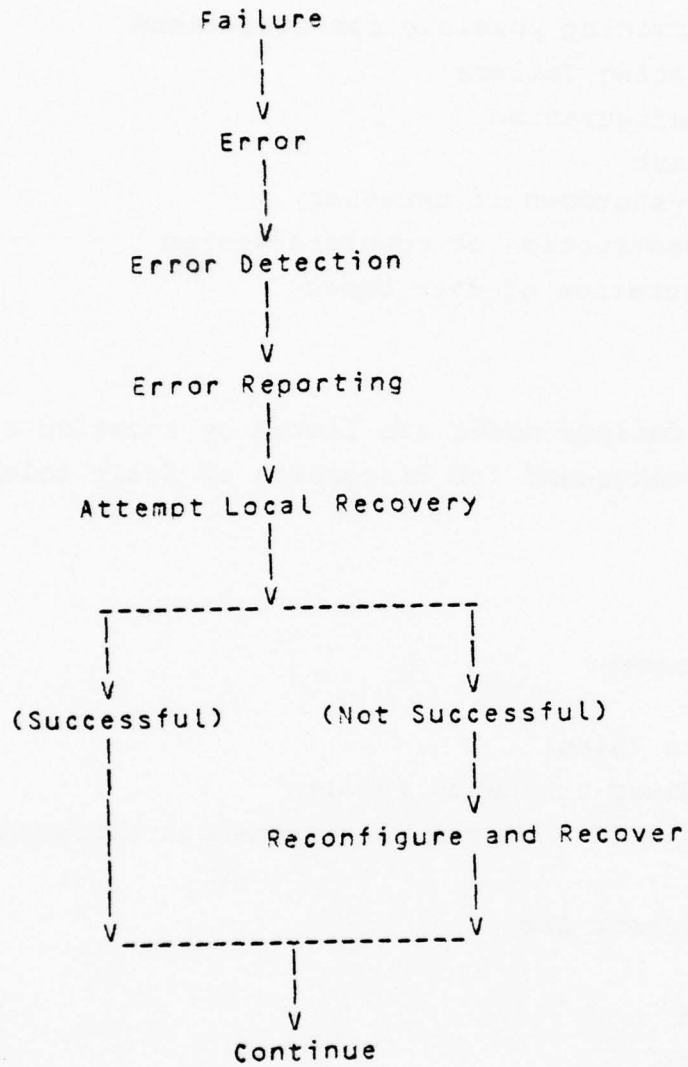 Failure
Error
Error Detection
Error Reporting
Attempt Local Recovery
(Successful) (Not Successful)
Reconfigure and Recover
Continue